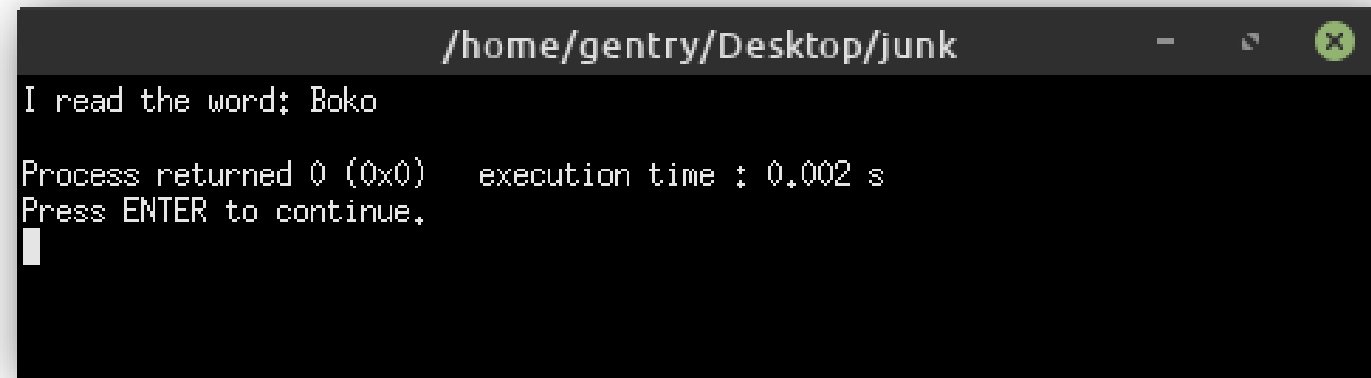 /home/gentry/Desktop/junk
I read the word: Boko
Process returned 0 (0x0)   execution time : 0.002 s
Press ENTER to continue.